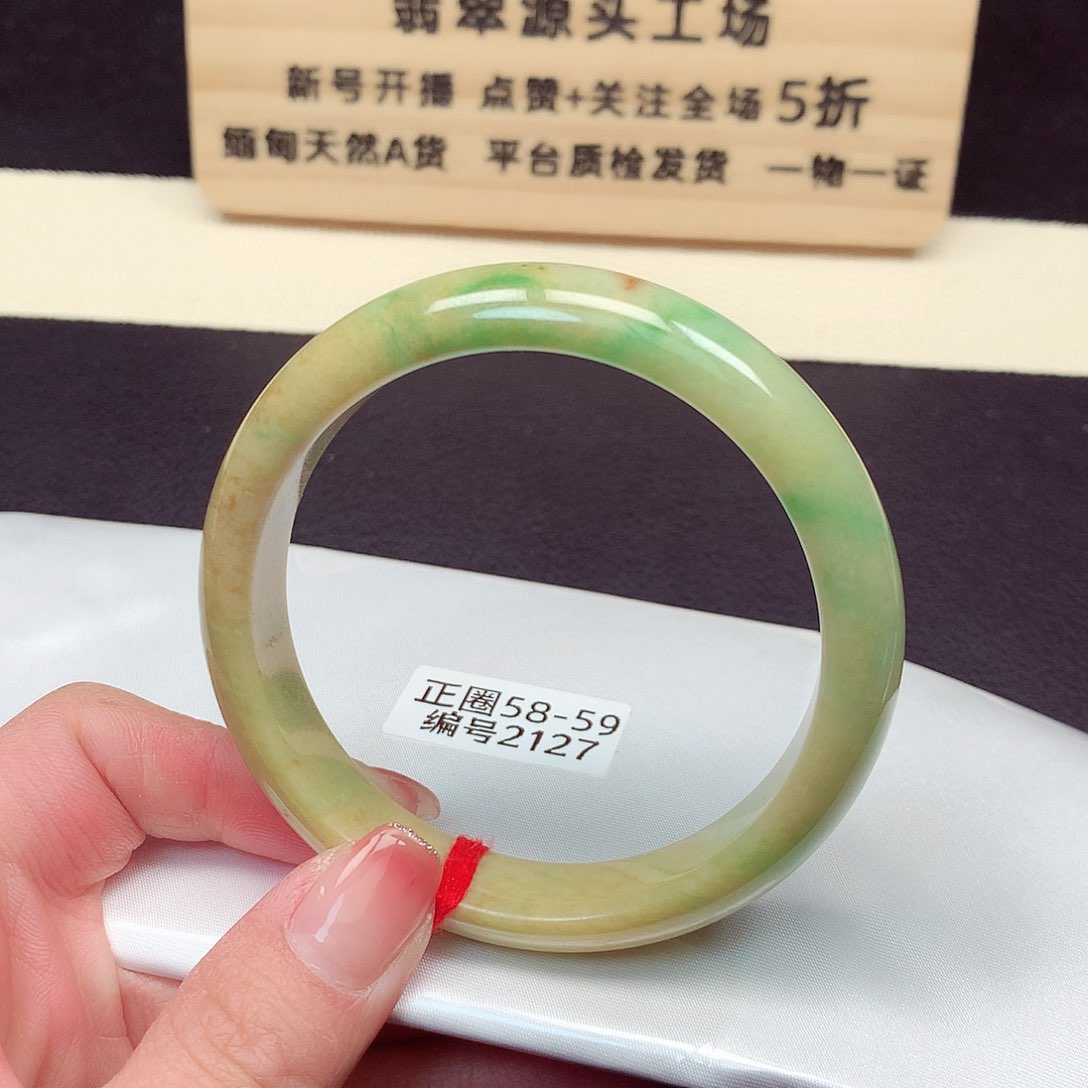 翡翠源头工场
新号开播 点赞+关注全场5折
缅甸天然A货 平台质检发货 一物一证
正圈58-59
编号2127